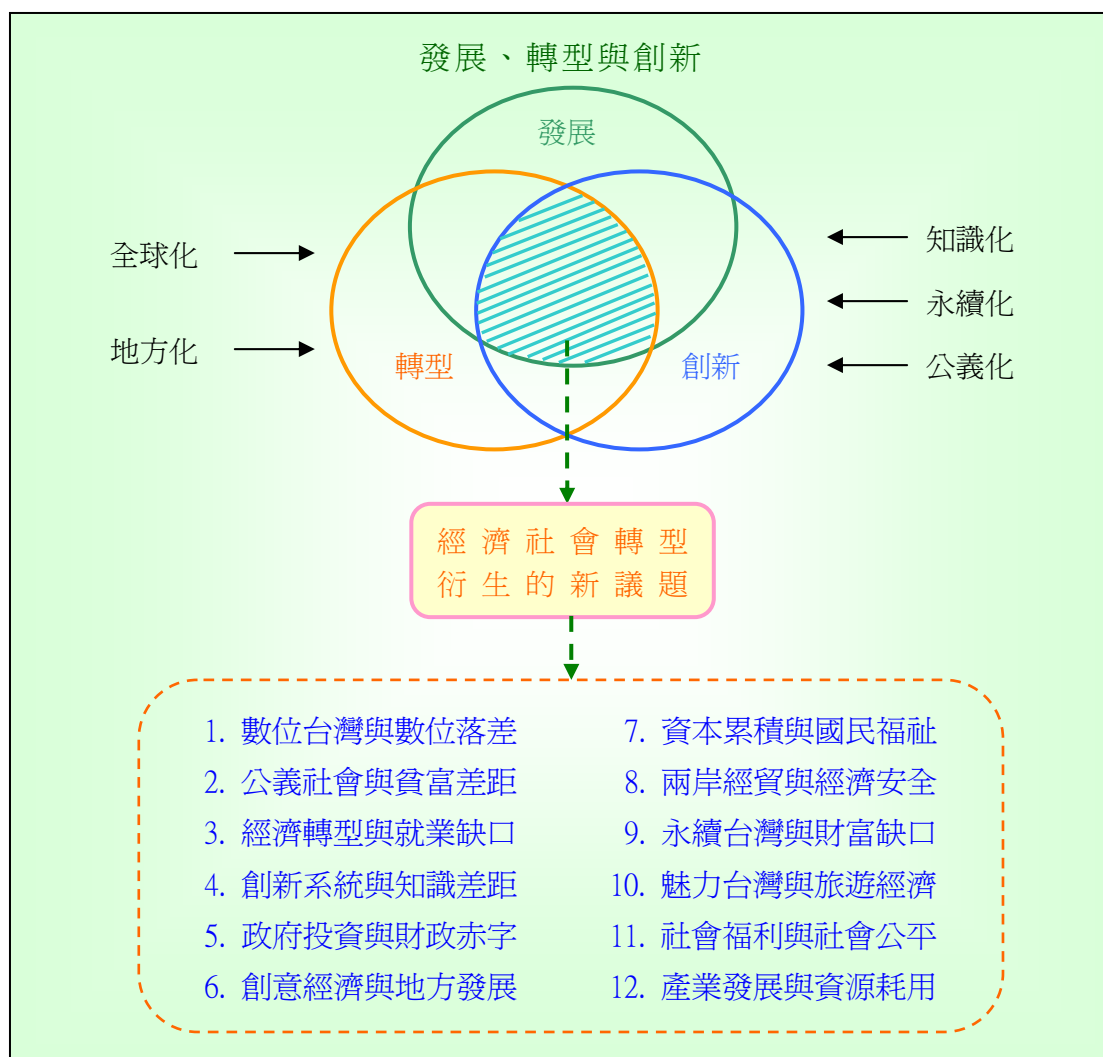 發展、轉型與創新
發展
全球化
知識化
永續化
地方化
轉型
創新
公義化
經濟社會轉型
衍生的新議題
1. 數位台灣與數位落差
2. 公義社會與貧富差距
3. 經濟轉型與就業缺口
4. 創新系統與知識差距
5. 政府投資與財政赤字
6. 創意經濟與地方發展
7. 資本累積與國民福祉
8. 兩岸經貿與經濟安全
9. 永續台灣與財富缺口
10. 魅力台灣與旅遊經濟
11. 社會福利與社會公平
12. 產業發展與資源耗用